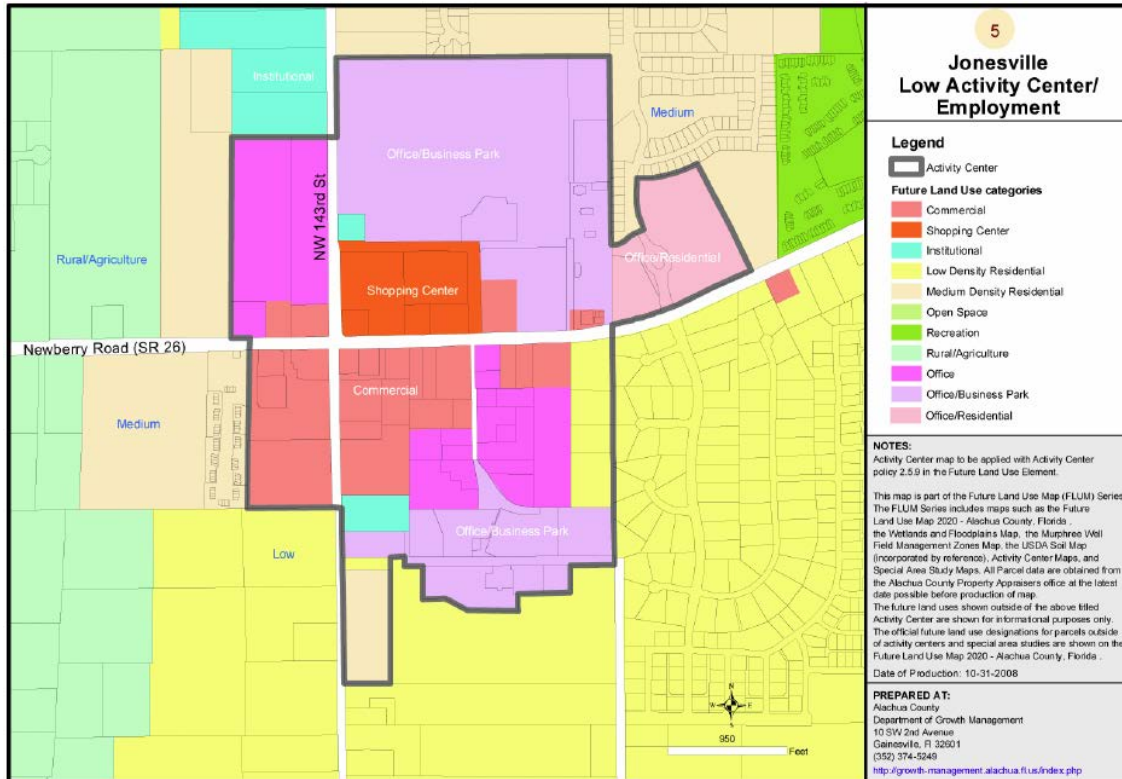 Institutional
Office/Business Park
Medium
NW 143rd St
Rural/Agriculture
Office/Residential
Shopping Center
Newberry Road (SR 26)
Commercial
Medium
Office/Business Park
Low
N
W
E
S
950
Feet
5
Jonesville
Low Activity Center/
Employment
Legend
Activity Center
Future Land Use categories
Commercial
Shopping Center
Institutional
Low Density Residential
Medium Density Residential
Open Space
Recreation
Rural/Agriculture
Office
Office/Business Park
Office/Residential
NOTES:
Activity Center map to be applied with Activity Center
policy 2.5.9 in the Future Land Use Element.
This map is part of the Future Land Use Map (FLUM) Series
The FLUM Series includes maps such as the Future
Land Use Map 2020 - Alachua County, Florida .
the Wetlands and Floodplains Map, the Murphree Well
Field Management Zones Map, the USDA Soil Map
(incorporated by reference), Activity Center Maps, and
Special Area Study Maps. All Parcel data are obtained from
the Alachua County Property Appraisers office at the latest
date possible before production of map.
The future land uses shown outside of the above titled
Activity Center are shown for informational purposes only.
The official future land use designations for parcels outside
of activity centers and special area studies are shown on the
Future Land Use Map 2020 - Alachua County, Florida .
Date of Production: 10-31-2008
PREPARED AT:
Alachua County
Department of Growth Management
10 SW 2nd Avenue
Gainesville, Fl 32601
(352) 374-5249
http://growth-management.alachua.fl.us/index.php